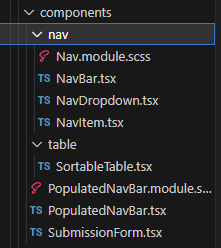 components
nav
Nav.module.scss
TS NavBar.tsx
TS NavDropdown.tsx
TS NavItem.tsx
table
TS SortableTable.tsx
PopulatedNavBar.module.s...
TS PopulatedNavBar.tsx
TS SubmissionForm.tsx